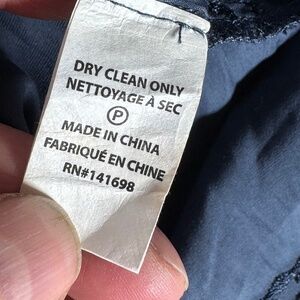 DRY CLEAN ONLY
NETTOYAGE À SEC
P
MADE IN CHINA
FABRIQUÉ EN CHINE
RN#141698